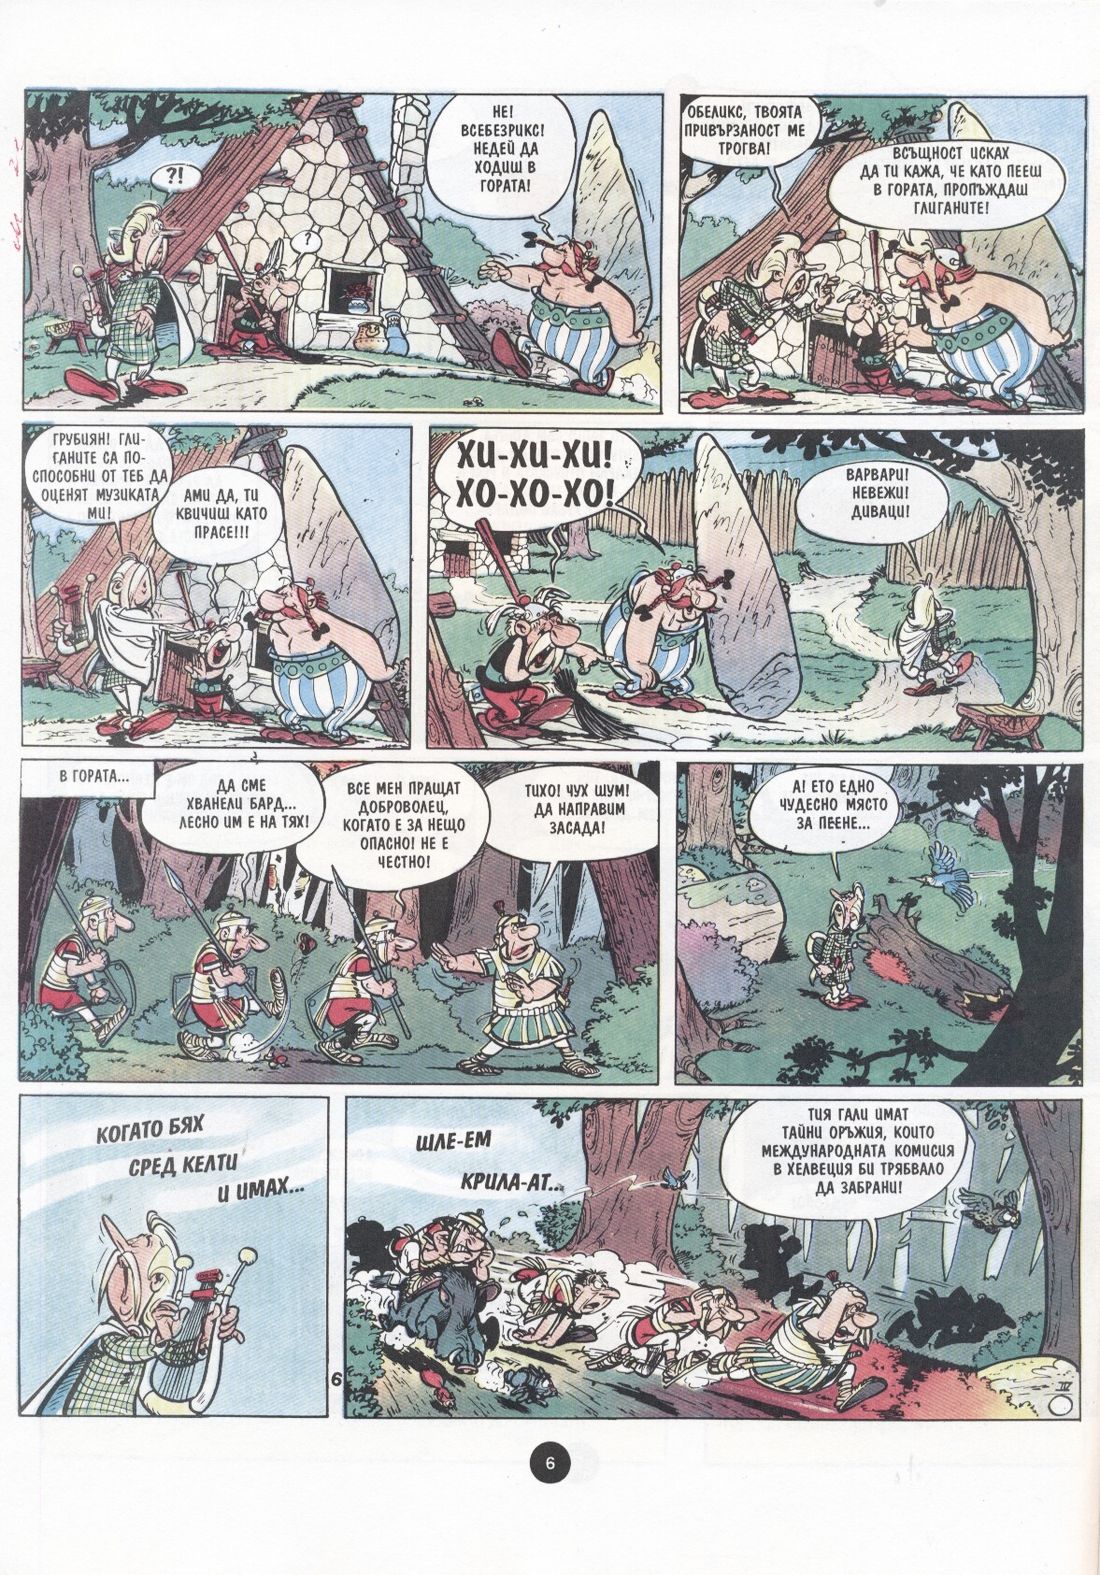 ?!
?
НЕ!
ВСЕБЕЗРИКС!
НЕДЕЙ ДА
ХОДИШ В
ГОРАТА!
ОБЕЛИКС, ТВОЯТА
ПРИВЪРЗАНОСТ МЕ
ТРОГВА!
ВСЪЩНОСТ ИСКАХ
ДА ТИ КАЖА, ЧЕ КАТО ПЕЕШ
В ГОРАТА, ПРОПЪЖДАШ
ГЛИГАНИТЕ!
ГРУБИЯН! ГЛИ-
ГАНИТЕ СА ПО-
СПОСОБНИ ОТ ТЕБ ДА
ОЦЕНЯТ МУЗИКАТА
МИ!
АМИ ДА, ТИ
КВИЧИШ КАТО
ПРАСЕ!!!
ХИ-ХИ-ХИ!
ХО-ХО-ХО!
ВАРВАРИ!
НЕВЕЖИ!
ДИВАЦИ!
В ГОРАТА...
ДА СМЕ
ХВАНЕЛИ БАРД...
ЛЕСНО ИМ Е НА ТЯХ!
ВСЕ МЕН ПРАЩАТ
ДОБРОВОЛЕЦ,
КОГАТО Е ЗА НЕЩО
ОПАСНО! НЕ Е
ЧЕСТНО!
ТИХО! ЧУХ ШУМ!
ДА НАПРАВИМ
ЗАСАДА!
А! ЕТО ЕДНО
ЧУДЕСНО МЯСТО
ЗА ПЕЕНЕ...
КОГАТО БЯХ
СРЕД КЕЛТИ
И ИМАХ...
ШЛЕ-ЕМ
КРИЛА-АТ...
ТИЯ ГАЛИ ИМАТ
ТАЙНИ ОРЪЖИЯ, КОИТО
МЕЖДУНАРОДНАТА КОМИСИЯ
В ХЕЛВЕЦИЯ БИ ТРЯБВАЛО
ДА ЗАБРАНИ!
6
IV
6